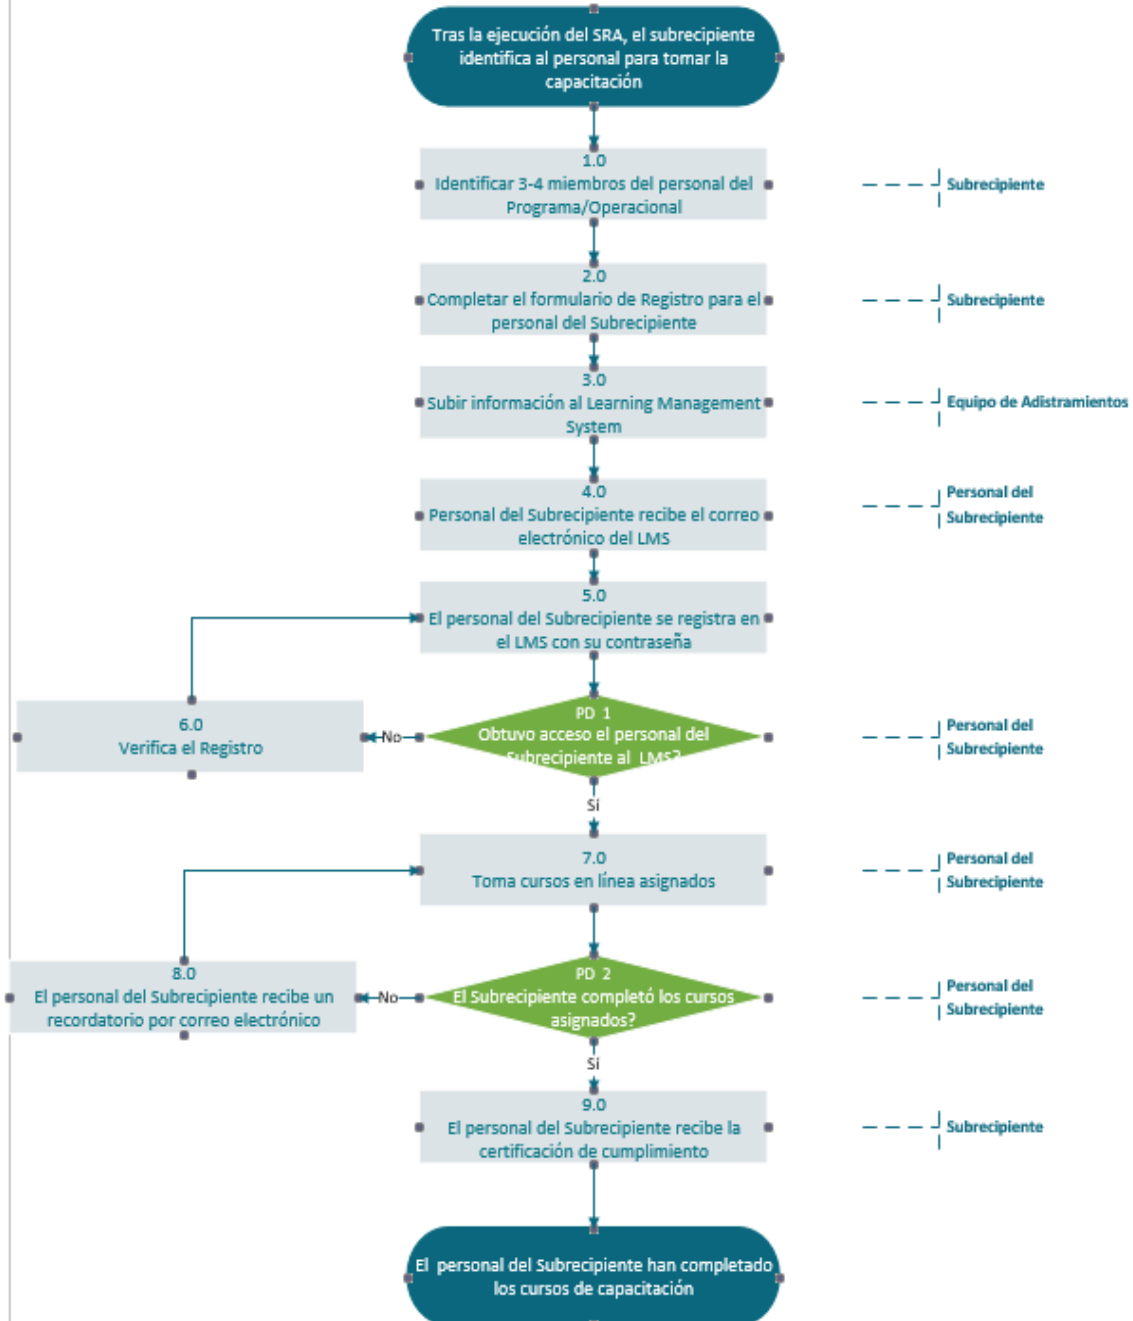 Tras la ejecución del SRA, el subrecipiente
identifica al personal para tomar la
capacitación
1.0
Identificar 3-4 miembros del personal del
Programa/Operacional
Subrecipiente
2.0
Completar el formulario de Registro para el
personal del Subrecipiente
Subrecipiente
3.0
Subir información al Learning Management
System
Equipo de Adistramientos
4.0
Personal del Subrecipiente recibe el correo
electrónico del LMS
Personal del
Subrecipiente
5.0
El personal del Subrecipiente se registra en
el LMS con su contraseña
6.0
Verifica el Registro
No
PD 1
Obtuvo acceso el personal del
Subrecipiente al LMS?
Personal del
Subrecipiente
Si
7.0
Toma cursos en línea asignados
Personal del
Subrecipiente
8.0
El personal del Subrecipiente recibe un
recordatorio por correo electrónico
No
PD 2
El Subrecipiente completó los cursos
asignados?
Personal del
Subrecipiente
Si
9.0
El personal del Subrecipiente recibe la
certificación de cumplimiento
Subrecipiente
El personal del Subrecipiente han completado
los cursos de capacitación